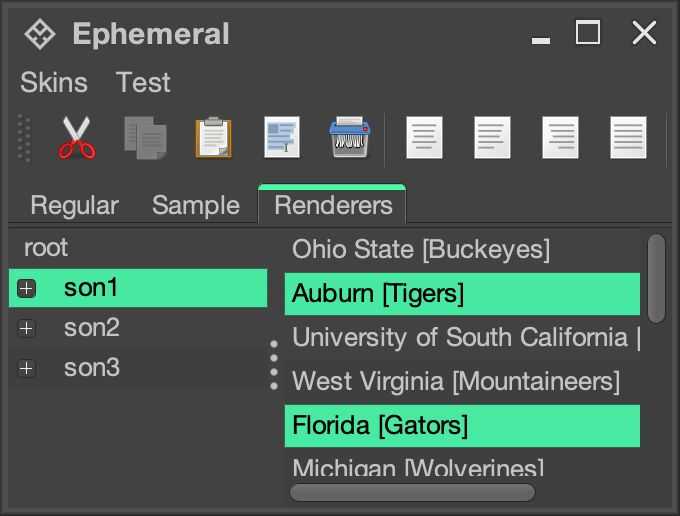 Ephemeral
Skins Test
Regular Sample Renderers
root
son1
son2
son3
Ohio State [Buckeyes]
Auburn [Tigers]
University of South California [
West Virginia [Mountaineers]
Florida [Gators]
Michigan [Wolverines]